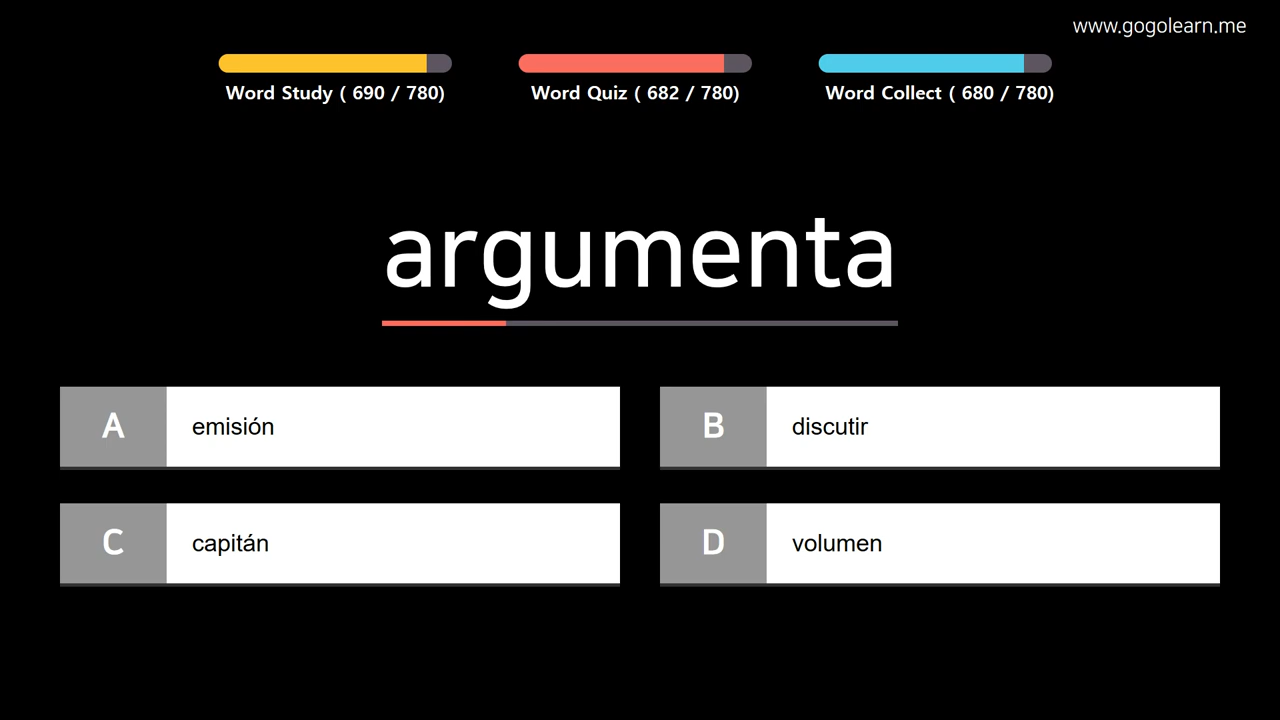 www.gogolearn.me
Word Study ( 690 / 780)
Word Quiz ( 682 / 780)
Word Collect ( 680 / 780)
argumenta
A emisión
B discutir
C capitán
D volumen